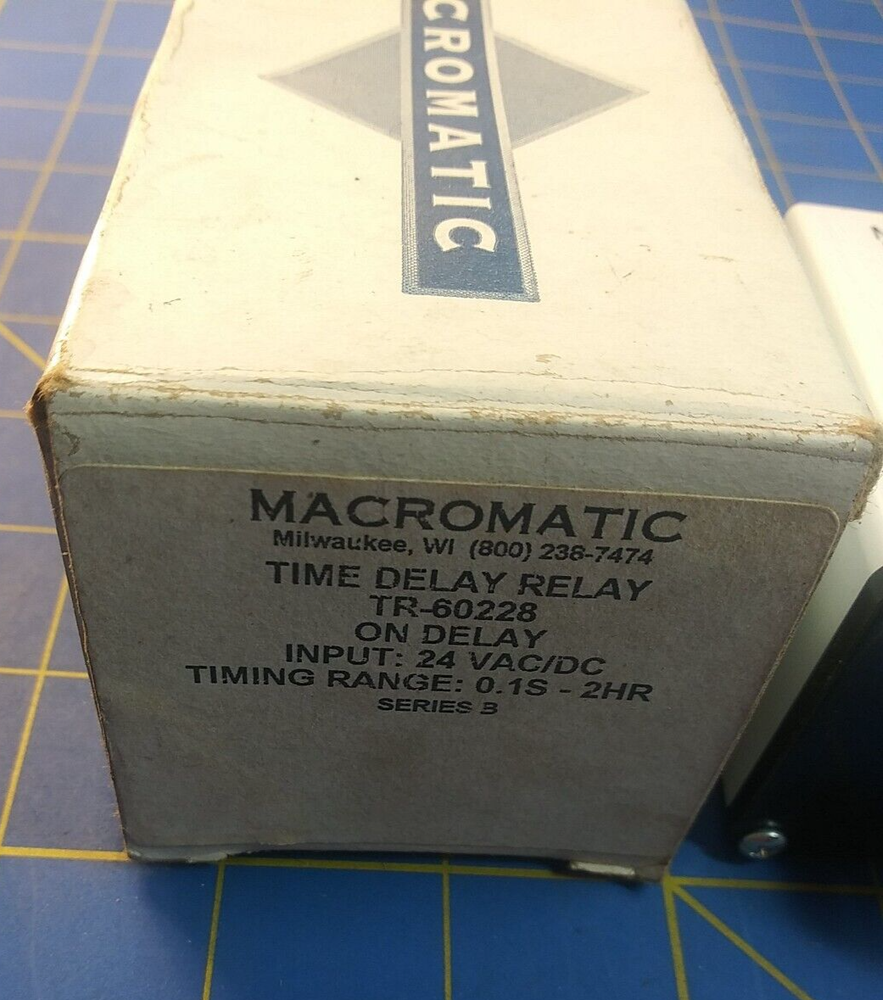 CROMATIC
MACROMATIC
Milwaukee, WI (800) 238-7474
TIME DELAY RELAY
TR-60228
ON DELAY
INPUT: 24 VAC/DC
TIMING RANGE: 0.1S - 2HR
SERIES B